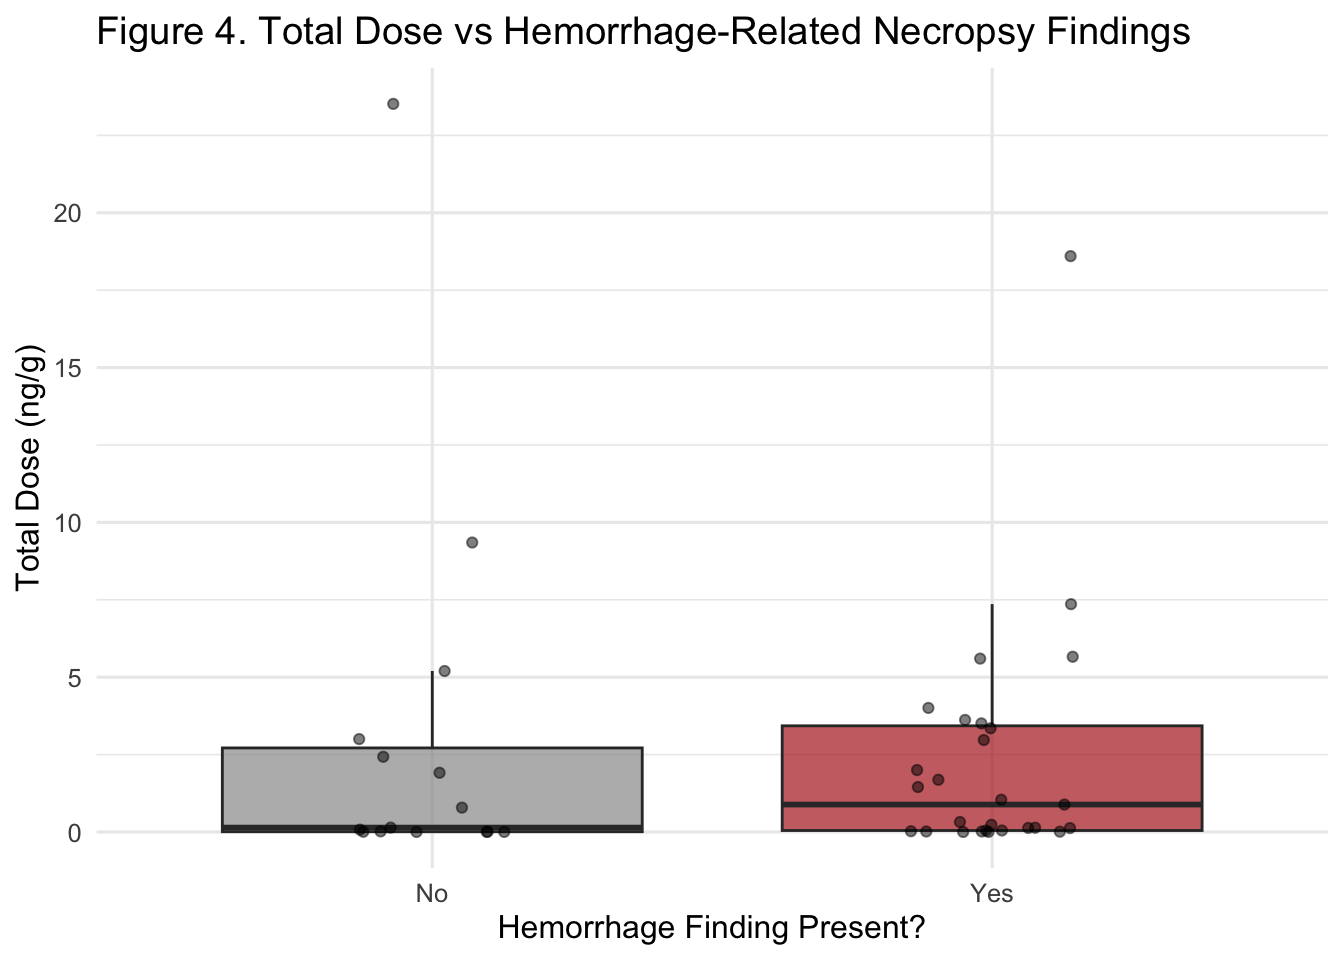 Figure 4. Total Dose vs Hemorrhage-Related Necropsy Findings
Total Dose (ng/g)
20
15
10
5
0
No
Yes
Hemorrhage Finding Present?